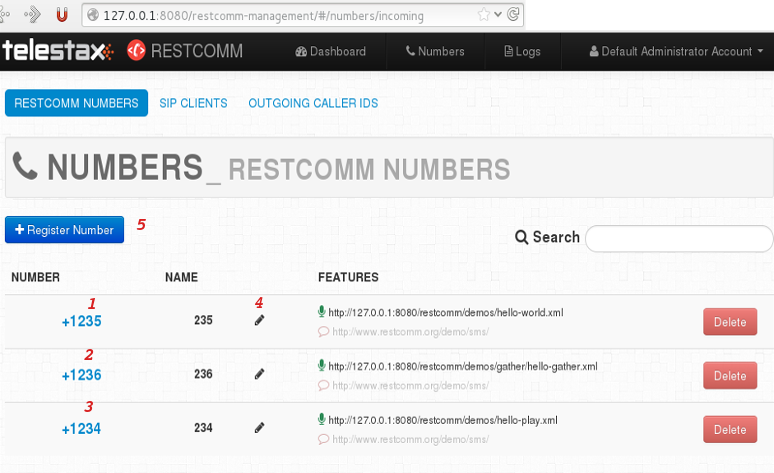 127.0.0.1:8080/restcomm-management/#/numbers/incoming
telestax RESTCOMM Dashboard Numbers Logs Default Administrator Account
RESTCOMM NUMBERS SIP CLIENTS OUTGOING CALLER IDS
NUMBERS_ RESTCOMM NUMBERS
+ Register Number 5
Search
NUMBER NAME FEATURES
1 4
+1235 235 http://127.0.0.1:8080/restcomm/demos/hello-world.xml Delete
http://www.restcomm.org/demo/sms/
2
+1236 236 http://127.0.0.1:8080/restcomm/demos/gather/hello-gather.xml Delete
http://www.restcomm.org/demo/sms/
3
+1234 234 http://127.0.0.1:8080/restcomm/demos/hello-play.xml Delete
http://www.restcomm.org/demo/sms/